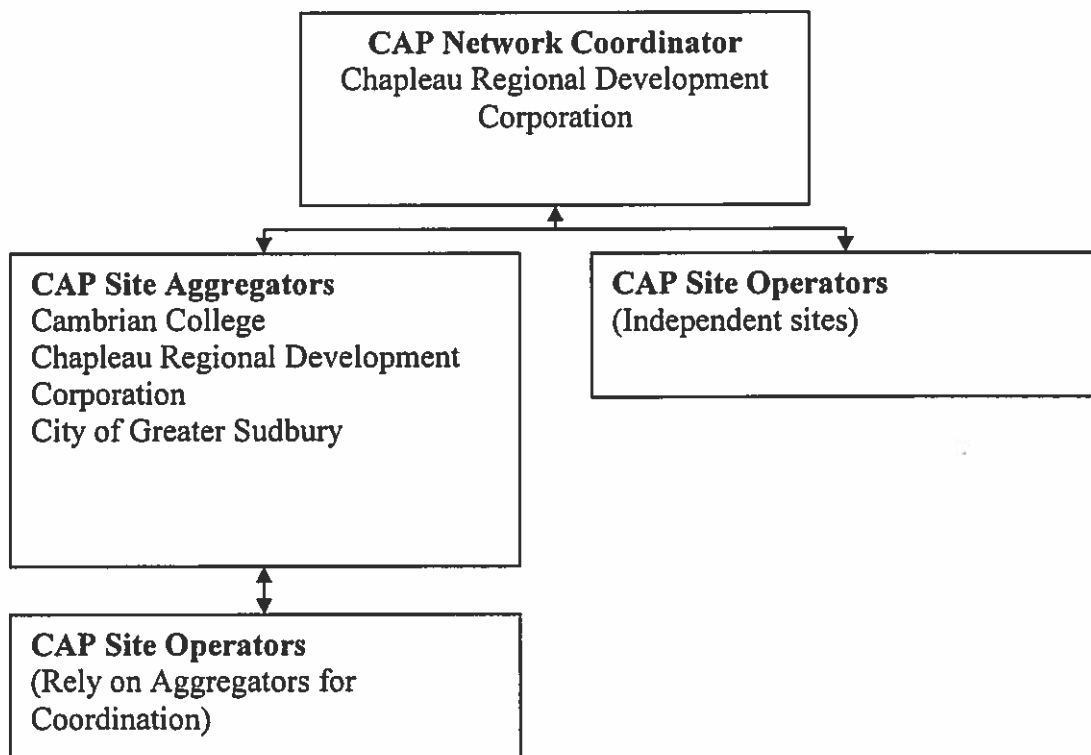 CAP Network Coordinator
Chapleau Regional Development
Corporation
CAP Site Aggregators
Cambrian College
Chapleau Regional Development
Corporation
City of Greater Sudbury
CAP Site Operators
(Independent sites)
CAP Site Operators
(Rely on Aggregators for
Coordination)